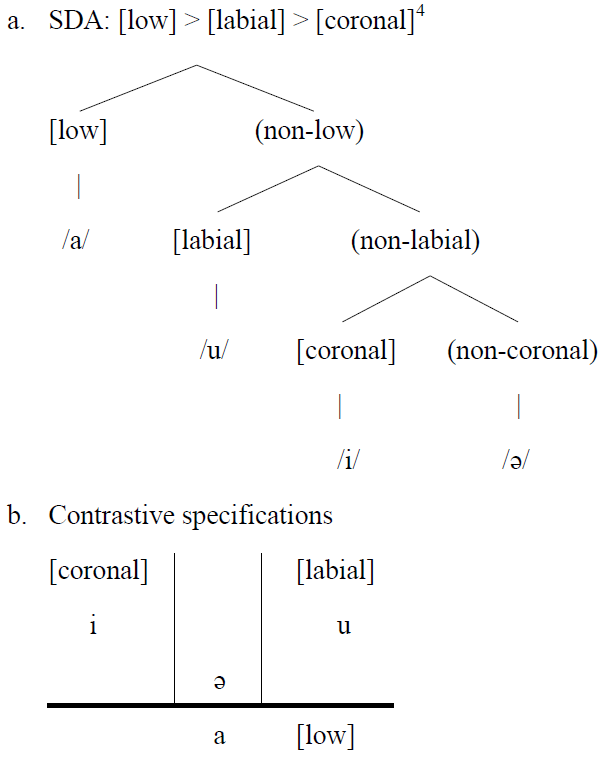 a. SDA: [low] > [labial] > [coronal]⁴
[low] (non-low)
/a/ [labial] (non-labial)
/u/ [coronal] (non-coronal)
/i/ /ə/
b. Contrastive specifications
[coronal] [labial]
i u
ə
a [low]